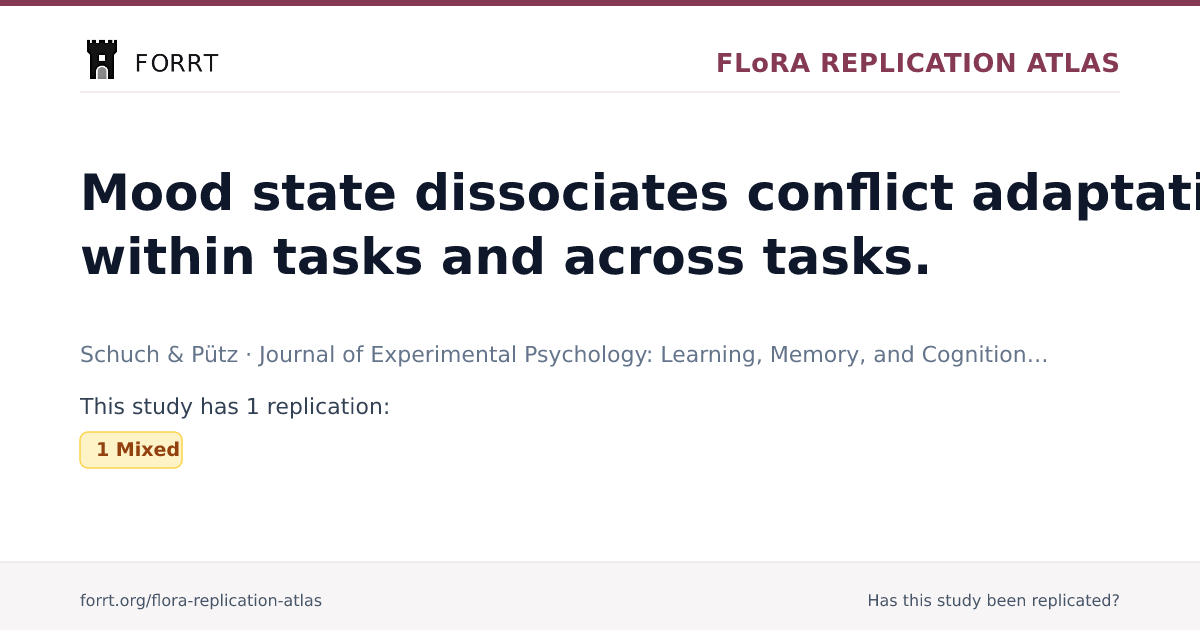 FORRT
FLoRA REPLICATION ATLAS
Mood state dissociates conflict adaptati
within tasks and across tasks.
Schuch & Pütz · Journal of Experimental Psychology: Learning, Memory, and Cognition...
This study has 1 replication:
1 Mixed
forrt.org/flora-replication-atlas
Has this study been replicated?